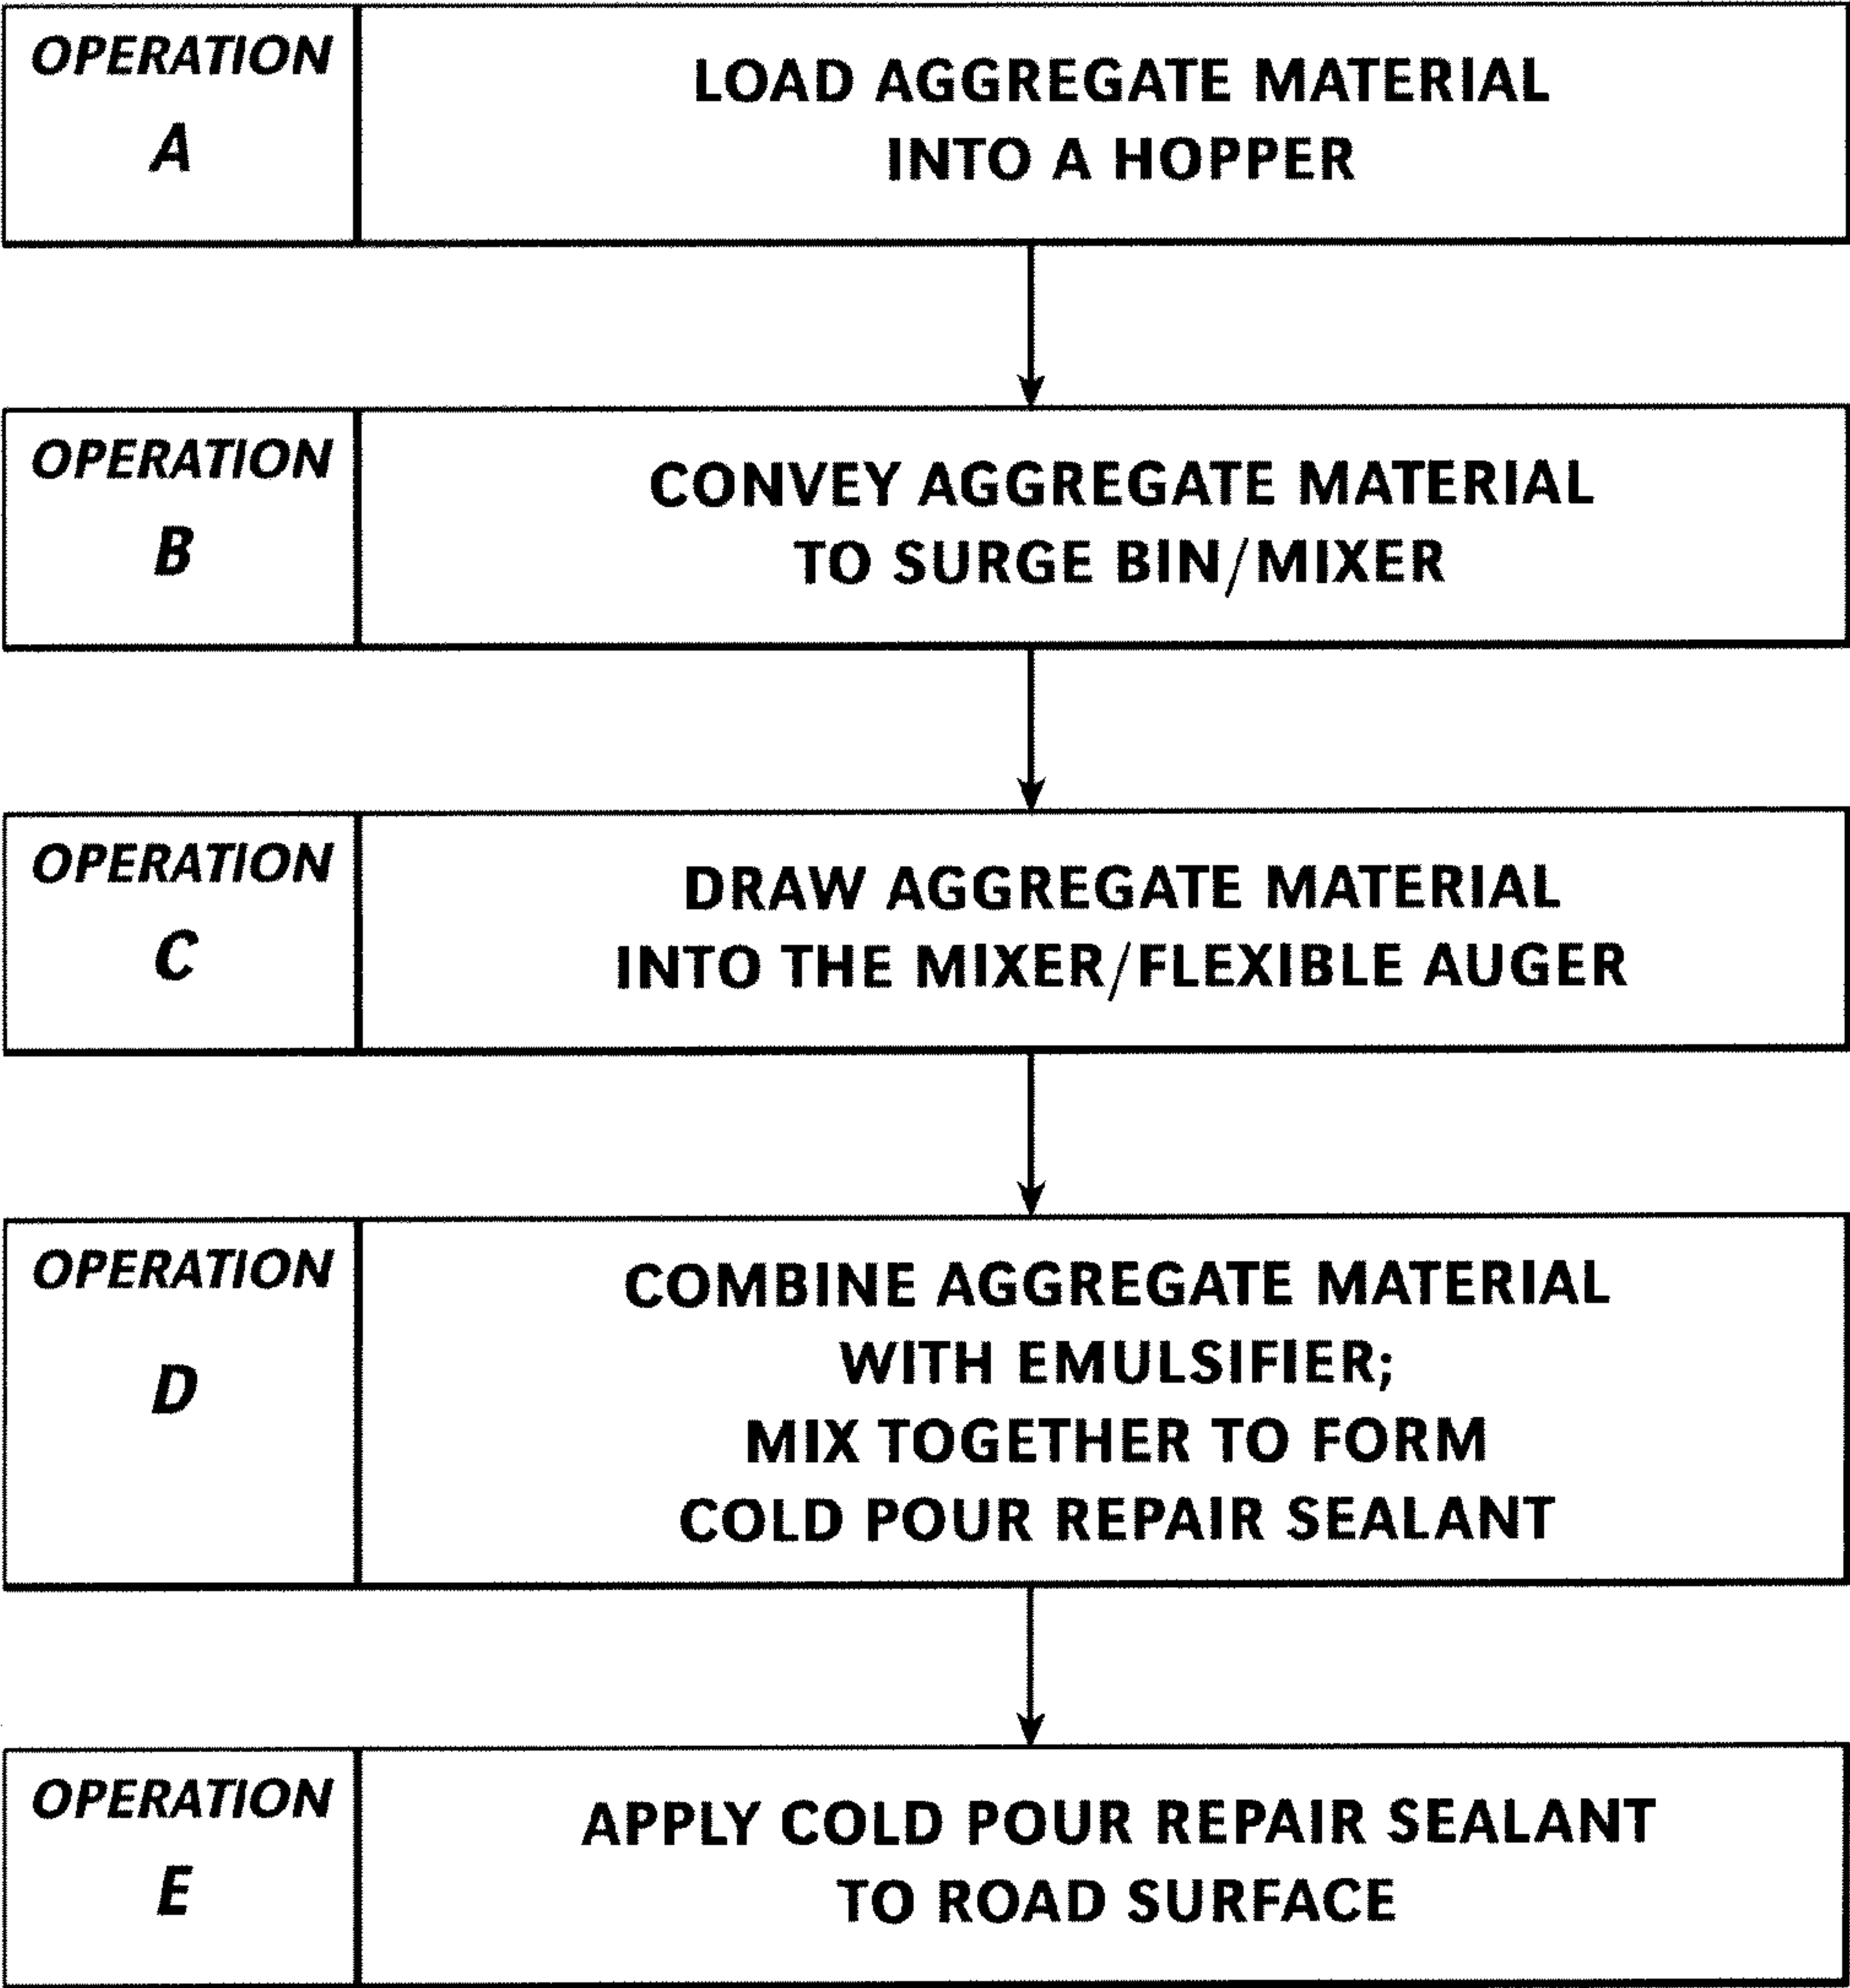 OPERATION
A
LOAD AGGREGATE MATERIAL
INTO A HOPPER
OPERATION
B
CONVEY AGGREGATE MATERIAL
TO SURGE BIN/MIXER
OPERATION
C
DRAW AGGREGATE MATERIAL
INTO THE MIXER/FLEXIBLE AUGER
OPERATION
D
COMBINE AGGREGATE MATERIAL
WITH EMULSIFIER;
MIX TOGETHER TO FORM
COLD POUR REPAIR SEALANT
OPERATION
E
APPLY COLD POUR REPAIR SEALANT
TO ROAD SURFACE